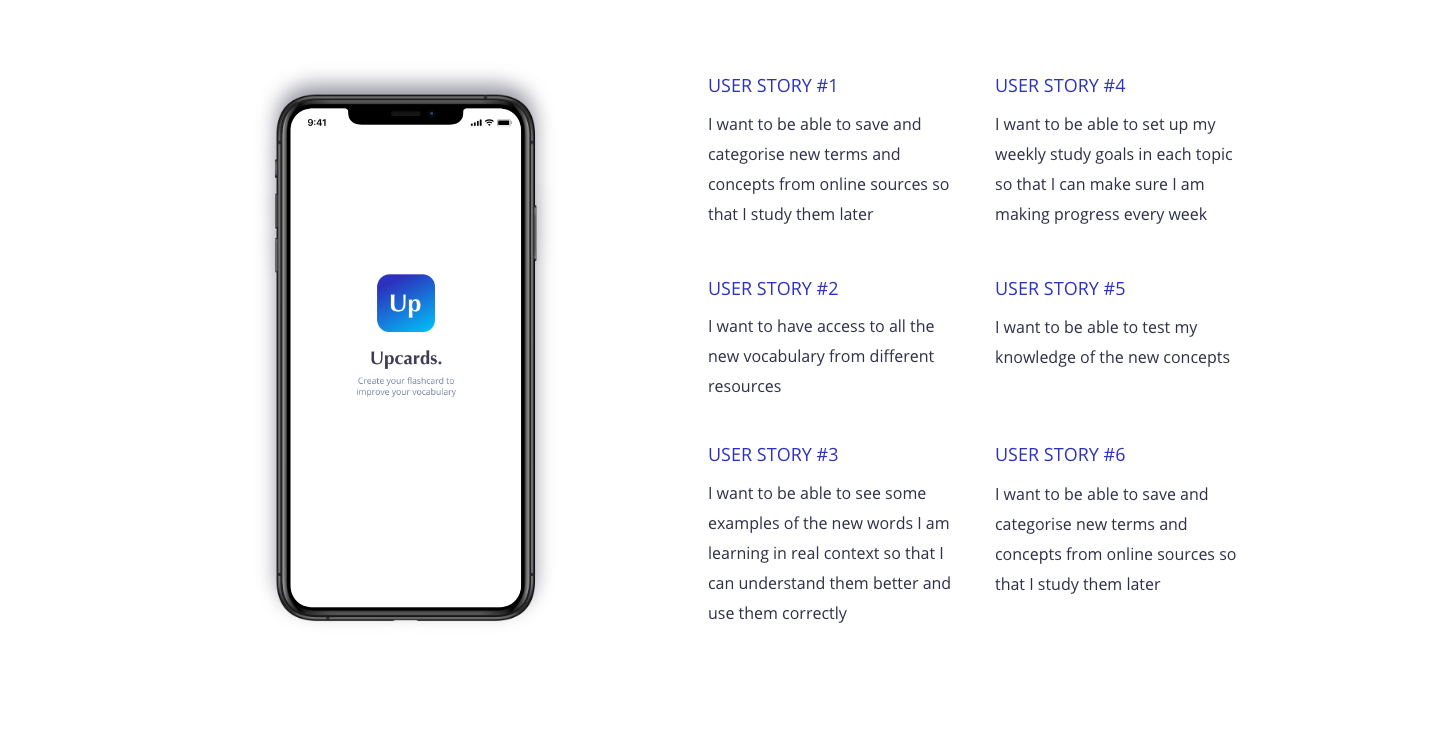 9:41
Up
Upcards.
Create your flashcard to
improve your vocabulary
USER STORY #1
I want to be able to save and
categorise new terms and
concepts from online sources so
that I study them later
USER STORY #2
I want to have access to all the
new vocabulary from different
resources
USER STORY #3
I want to be able to see some
examples of the new words I am
learning in real context so that I
can understand them better and
use them correctly
USER STORY #4
I want to be able to set up my
weekly study goals in each topic
so that I can make sure I am
making progress every week
USER STORY #5
I want to be able to test my
knowledge of the new concepts
USER STORY #6
I want to be able to save and
categorise new terms and
concepts from online sources so
that I study them later